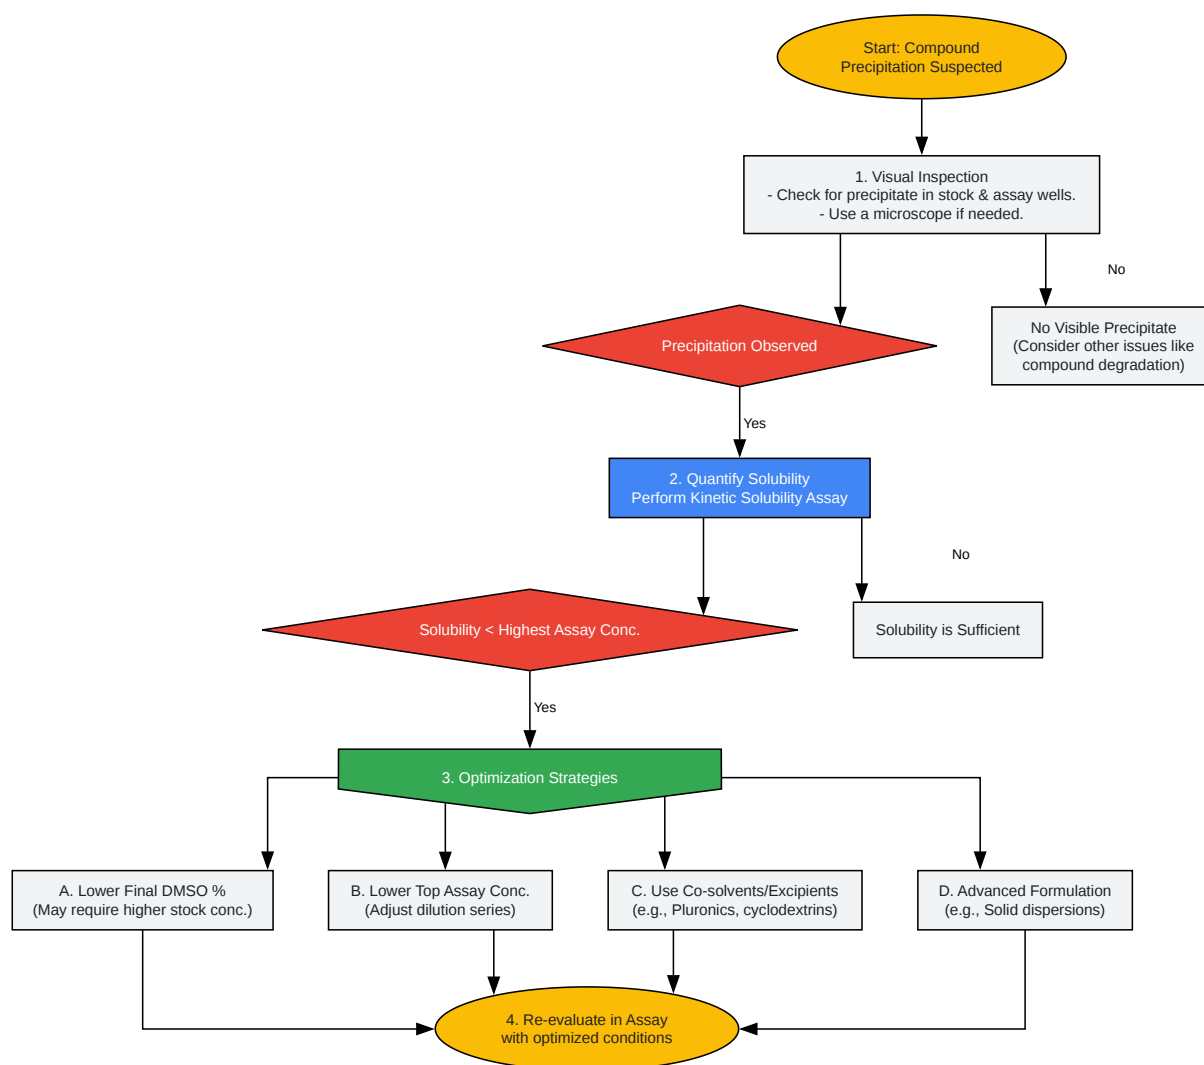 Start: Compound
Precipitation Suspected
1. Visual Inspection
- Check for precipitate in stock & assay wells.
- Use a microscope if needed.
No
No Visible Precipitate
(Consider other issues like
compound degradation)
Precipitation Observed
Yes
2. Quantify Solubility
Perform Kinetic Solubility Assay
No
Solubility < Highest Assay Conc.
Solubility is Sufficient
Yes
3. Optimization Strategies
A. Lower Final DMSO %
(May require higher stock conc.)
B. Lower Top Assay Conc.
(Adjust dilution series)
C. Use Co-solvents/Excipients
(e.g., Pluronics, cyclodextrins)
D. Advanced Formulation
(e.g., Solid dispersions)
4. Re-evaluate in Assay
with optimized conditions